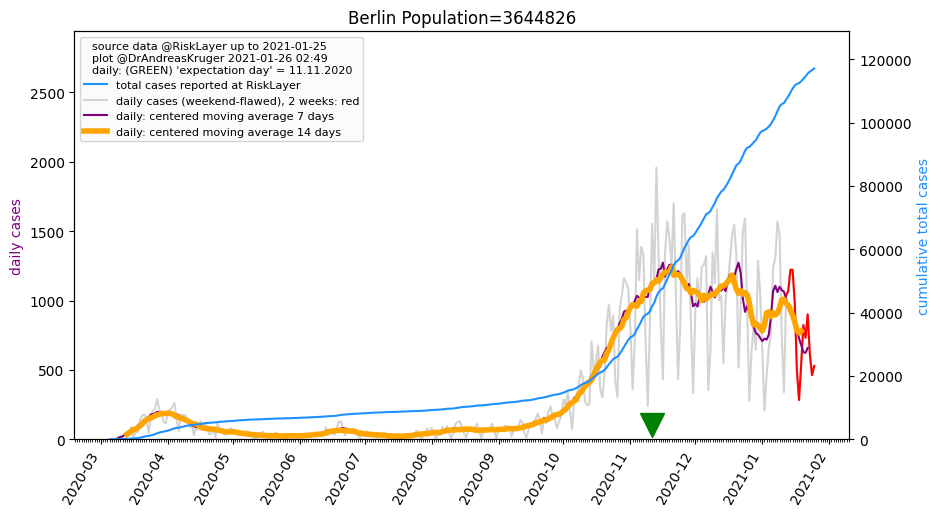 Berlin Population=3644826
source data @RiskLayer up to 2021-01-25
plot @DrAndreasKruger 2021-01-26 02:49
daily: (GREEN) 'expectation day' = 11.11.2020
total cases reported at RiskLayer
daily cases (weekend-flawed), 2 weeks: red
daily: centered moving average 7 days
daily: centered moving average 14 days
daily cases
2500
2000
1500
1000
500
0
120000
100000
80000
60000
40000
20000
0
cumulative total cases
2020-03
2020-04
2020-05
2020-06
2020-07
2020-08
2020-09
2020-10
2020-11
2020-12
2021-01
2021-02